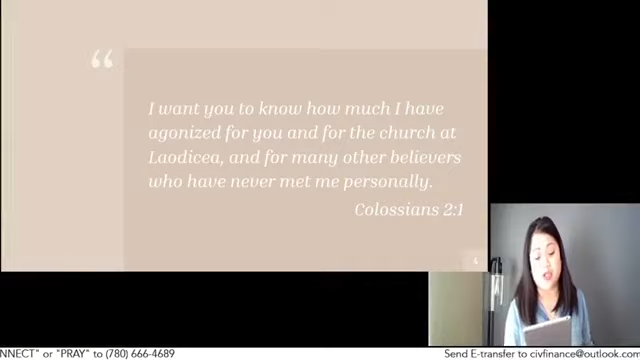 “
I want you to know how much I have
agonized for you and for the church at
Laodicea, and for many other believers
who have never met me personally.
Colossians 2:1
4
NNECT" or "PRAY" to (780) 666-4689
Send E-transfer to civfinance@outlook.com